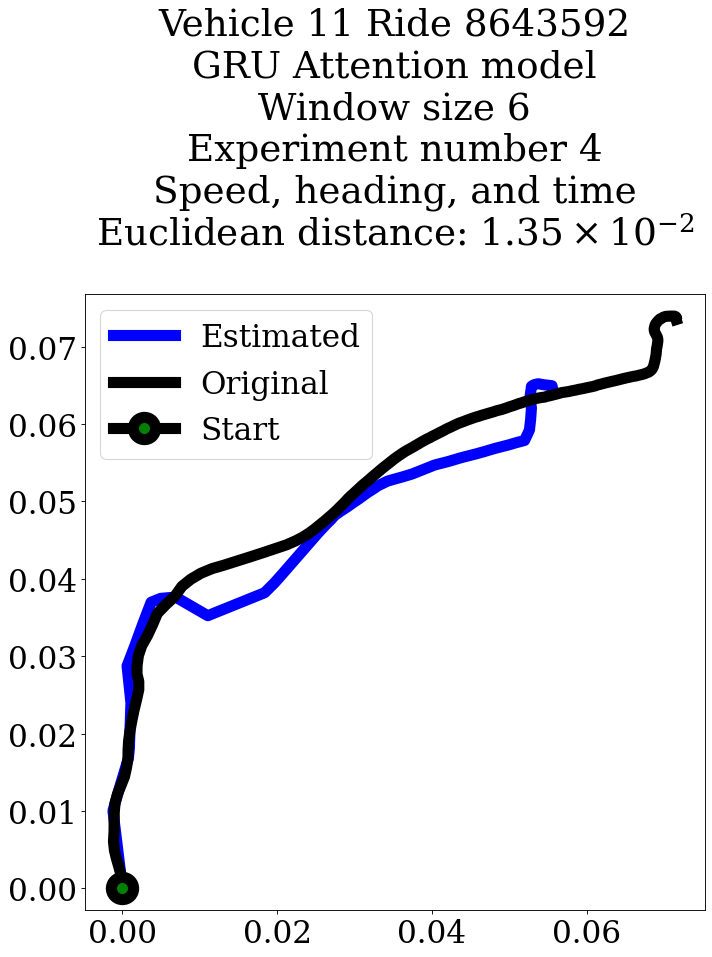 Vehicle 11 Ride 8643592
GRU Attention model
Window size 6
Experiment number 4
Speed, heading, and time
Euclidean distance: 1.35 × 10⁻²
Estimated
Original
Start
0.07
0.06
0.05
0.04
0.03
0.02
0.01
0.00
0.00 0.02 0.04 0.06